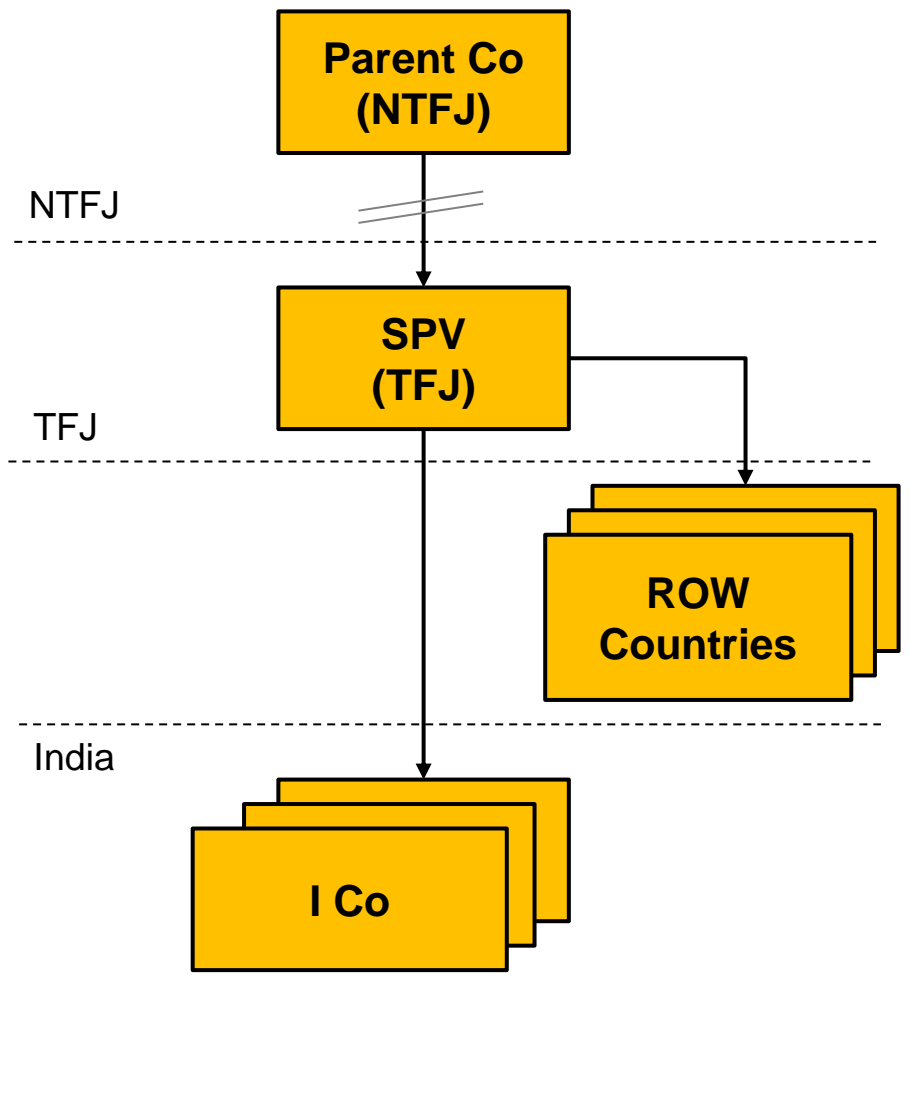 Parent Co
(NTFJ)
NTFJ
SPV
(TFJ)
TFJ
ROW
Countries
India
I Co